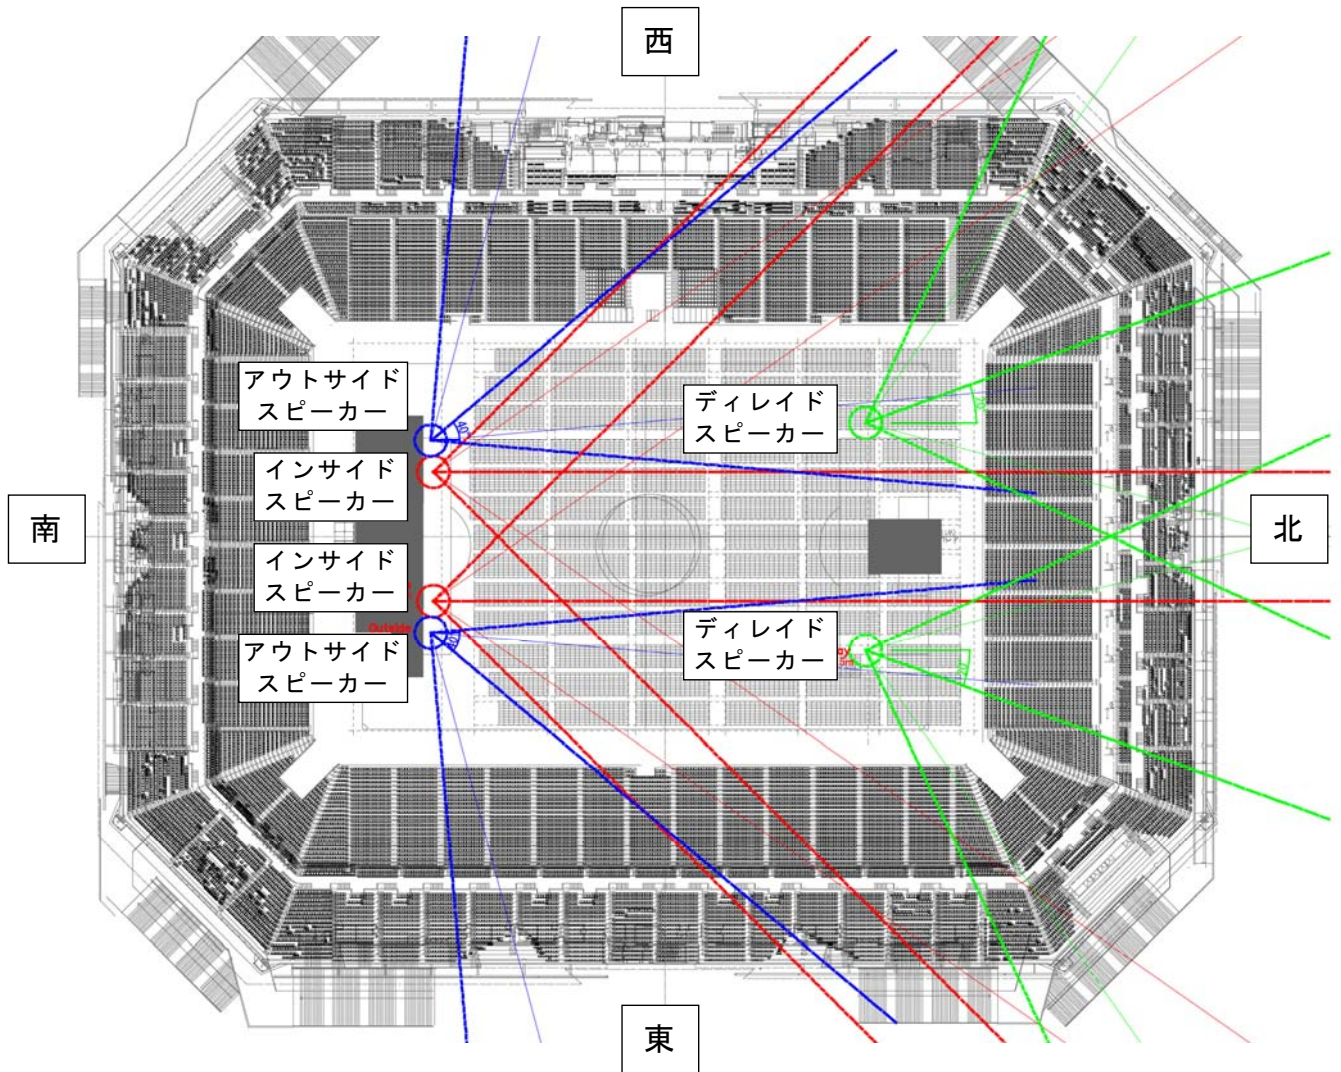 西
アウトサイド
スピーカー
40°
ディレイド
スピーカー
インサイド
スピーカー
南
北
インサイド
スピーカー
Outside
アウトサイド
スピーカー
ディレイド
スピーカー
東